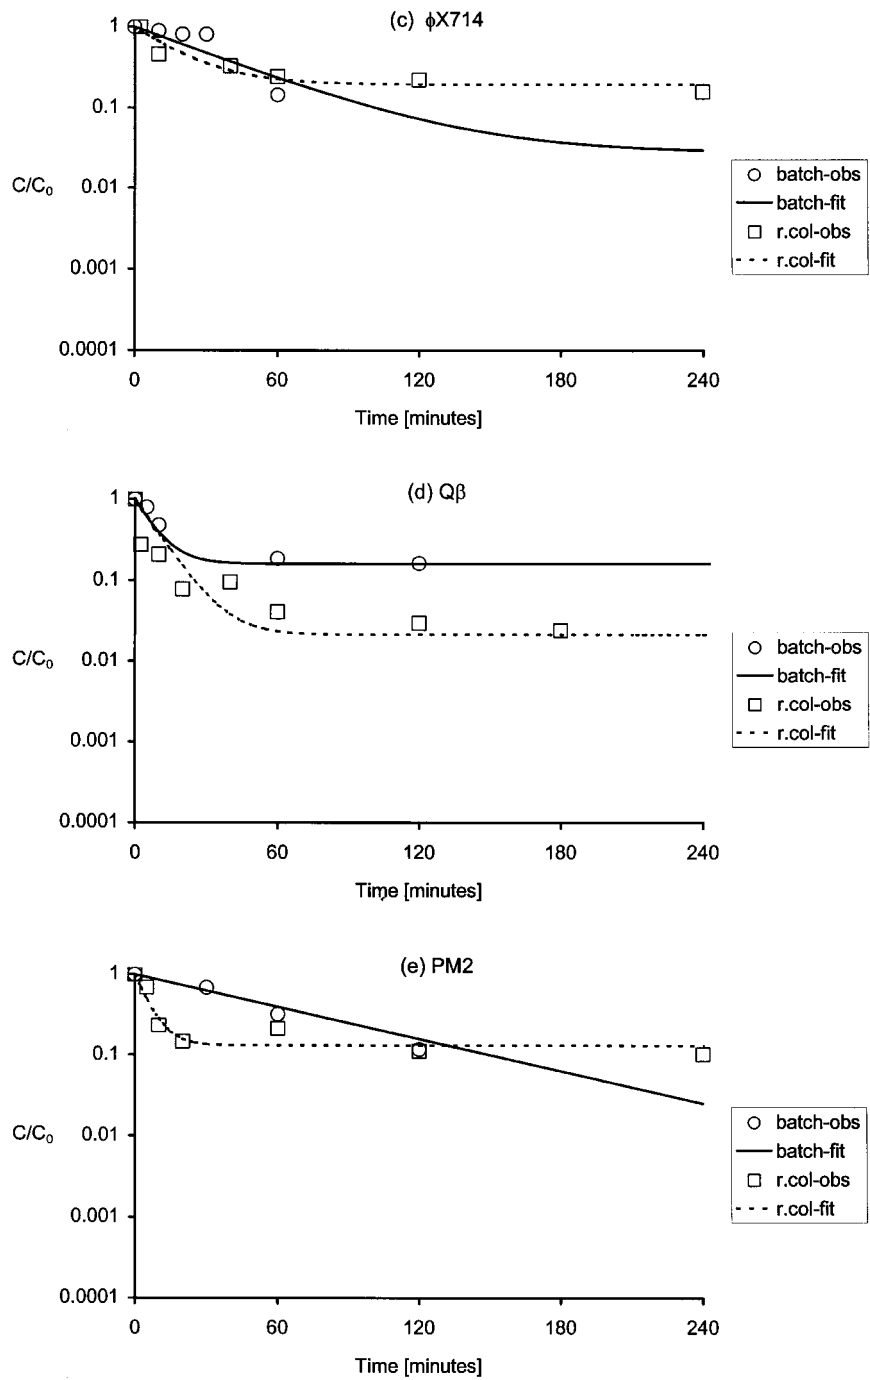 (c) ϕX714
1
0.1
C/C₀
0.01
0.001
0.0001
0 60 120 180 240
Time [minutes]
batch-obs
batch-fit
r.col-obs
r.col-fit
(d) Qβ
1
0.1
C/C₀
0.01
0.001
0.0001
0 60 120 180 240
Time [minutes]
batch-obs
batch-fit
r.col-obs
r.col-fit
(e) PM2
1
0.1
C/C₀
0.01
0.001
0.0001
0 60 120 180 240
Time [minutes]
batch-obs
batch-fit
r.col-obs
r.col-fit